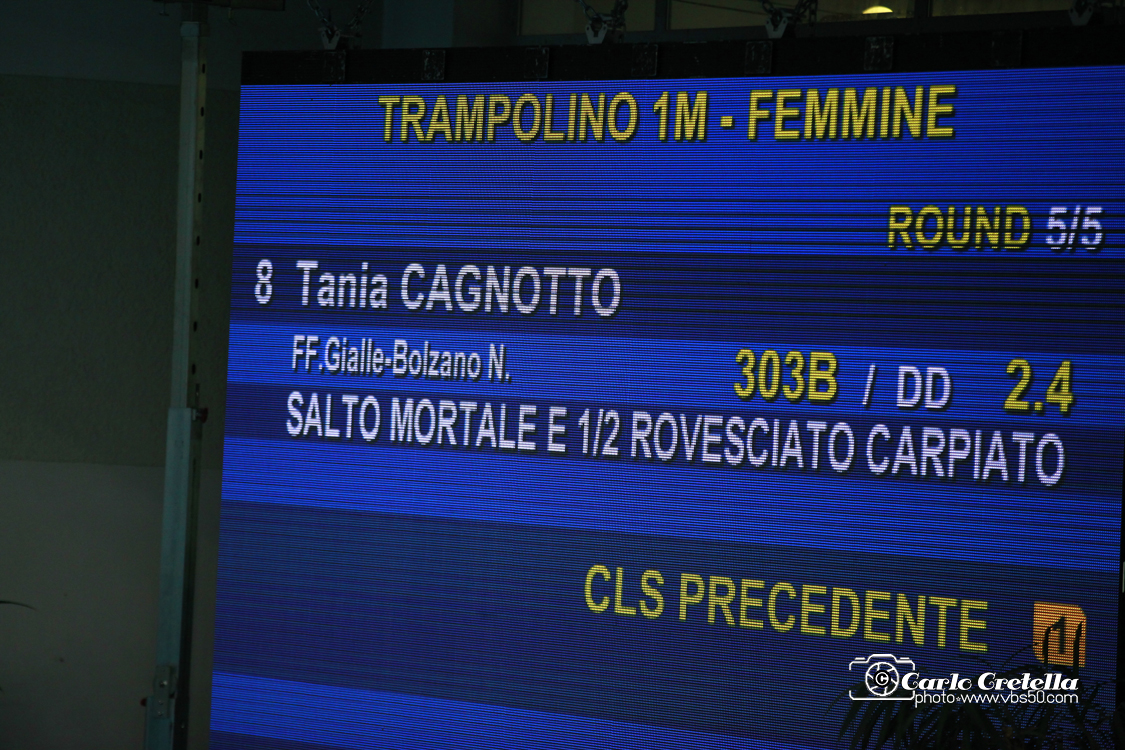 TRAMPOLINO 1M - FEMMINE
ROUND 5/5
8 Tania CAGNOTTO
FF.Gialle-Bolzano N.
303B / DD 2.4
SALTO MORTALE E 1/2 ROVESCIATO CARPIATO
CLS PRECEDENTE 1
© Carlo Cretella
photo-www.vbs50.com